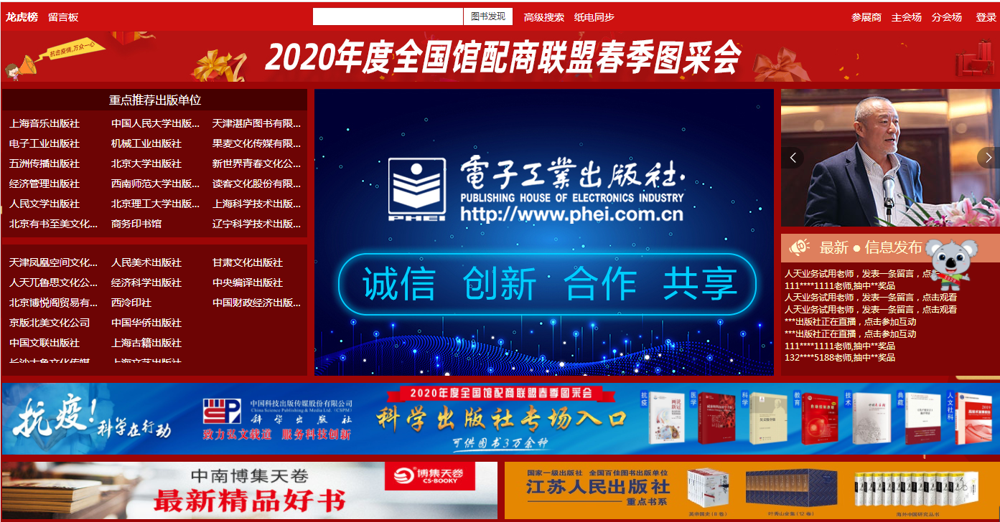 龙虎榜 留言板 图书发现 高级搜索 纸电同步 参展商 主会场 分会场 登录
抗击疫情,万众一心
2020年度全国馆配商联盟春季图采会
重点推荐出版单位
上海音乐出版社 中国人民大学出版... 天津湛庐图书有限...
电子工业出版社 机械工业出版社 果麦文化传媒有限...
五洲传播出版社 北京大学出版社 新世界青春文化公...
经济管理出版社 西南师范大学出版... 读客文化股份有限...
人民文学出版社 北京理工大学出版... 上海科学技术出版...
北京有书至美文化... 商务印书馆 辽宁科学技术出版...
天津凤凰空间文化... 人民美术出版社 甘肃文化出版社
人天兀鲁思文化公... 经济科学出版社 中央编译出版社
北京博悦阁贸易有... 西泠印社 中国财政经济出版...
京版北美文化公司 中国华侨出版社
中国文联出版社 上海古籍出版社
上海文艺出版社
電子工業出版社.
PUBLISHING HOUSE OF ELECTRONICS INDUSTRY
PHEI http://www.phei.com.cn
诚信 创新 合作 共享
最新●信息发布
人天业务试用老师，发表一条留言，点击
111****1111老师,抽中**奖品
人天业务试用老师，发表一条留言，点击观看
人天业务试用老师，发表一条留言，点击观看
***出版社正在直播，点击参加互动
***出版社正在直播，点击参加互动
111****1111老师,抽中**奖品
132****5188老师,抽中**奖品
抗疫!科学在行动
CSP
中国科技出版传媒股份有限公司
China Science Publishing & Media Ltd. (CSPM)
科学出版社
致力弘文载道 服务科技创新
2020年度全国馆配商联盟春季图采会
科学出版社专场入口
可供图书3万余种
抗疫 医学 科学 教育 技术 典藏 人文社科
中南博集天卷
最新精品好书
博集天卷
CS-BOOKY
国家一级出版社 全国百佳图书出版单位
江苏人民出版社
重点书系
英帝国史(8卷) 叶秀山全集(12卷) 海外中国研究丛书